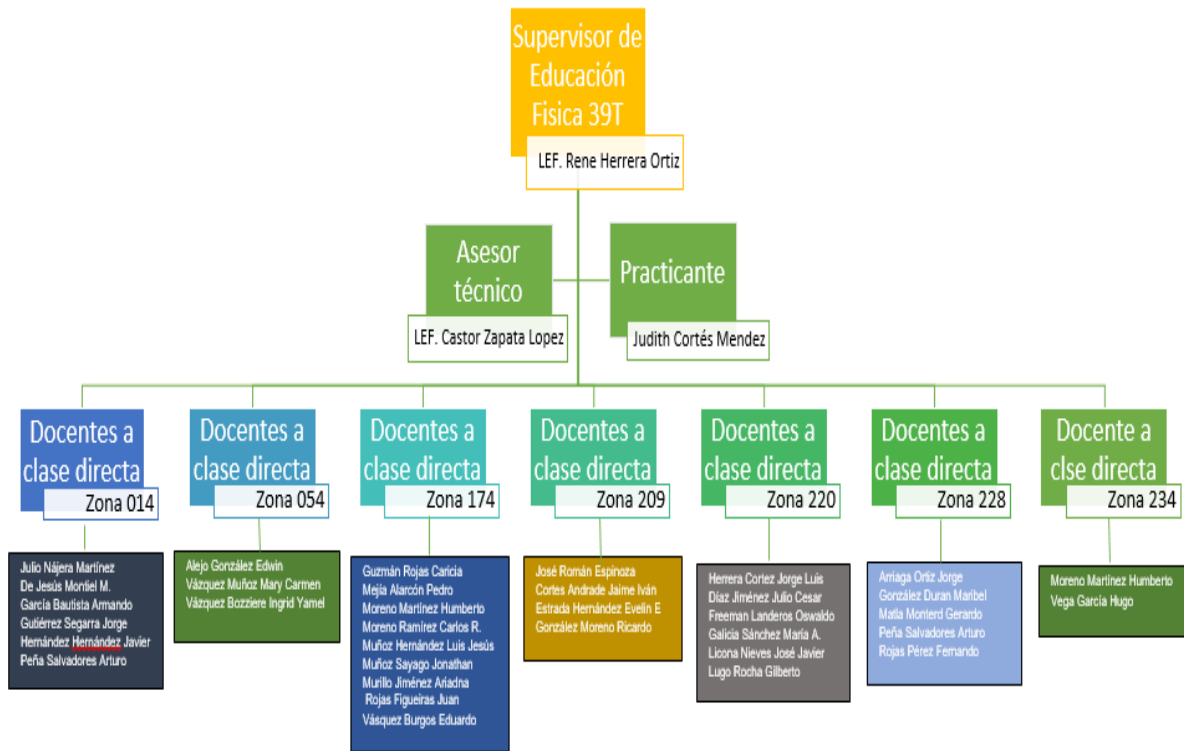 Supervisor de
Educación
Fisica 39T
LEF. Rene Herrera Ortiz
Asesor
técnico
LEF. Castor Zapata Lopez
Practicante
Judith Cortés Mendez
Docentes a
clase directa
Zona 014
Docentes a
clase directa
Zona 054
Docentes a
clase directa
Zona 174
Docentes a
clase directa
Zona 209
Docentes a
clase directa
Zona 220
Docentes a
clase directa
Zona 228
Docente a
clse directa
Zona 234
Julio Nájera Martínez
De Jesús Montiel M.
García Bautista Armando
Gutiérrez Segarra Jorge
Hernández Hernández Javier
Peña Salvadores Arturo
Alejo González Edwin
Vázquez Muñoz Mary Carmen
Vázquez Bozziere Ingrid Yamel
Guzmán Rojas Caricia
Mejía Alarcón Pedro
Moreno Martínez Humberto
Moreno Ramírez Carlos R.
Muñoz Hernández Luis Jesús
Muñoz Sayago Jonathan
Murillo Jiménez Ariadna
Rojas Figueiras Juan
Vásquez Burgos Eduardo
José Román Espinoza
Cortes Andrade Jaime Iván
Estrada Hernández Evelin E
González Moreno Ricardo
Herrera Cortez Jorge Luis
Díaz Jiménez Julio Cesar
Freeman Landeros Oswaldo
Galicia Sánchez María A.
Licona Nieves José Javier
Lugo Rocha Gilberto
Arriaga Ortiz Jorge
González Duran Maribel
Matla Monterd Gerardo
Peña Salvadores Arturo
Rojas Pérez Fernando
Moreno Martínez Humberto
Vega García Hugo